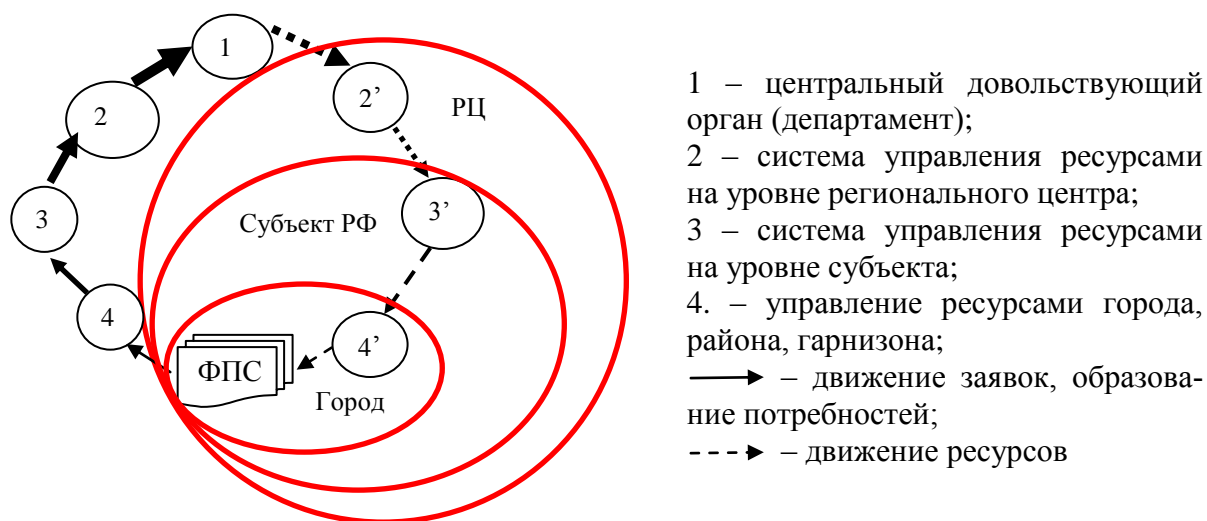 1
2
2’
РЦ
3
3’
Субъект РФ
4
4’
ФПС
Город
1 – центральный довольствующий
орган (департамент);
2 – система управления ресурсами
на уровне регионального центра;
3 – система управления ресурсами
на уровне субъекта;
4. – управление ресурсами города,
района, гарнизона;
– движение заявок, образова-
ние потребностей;
– движение ресурсов